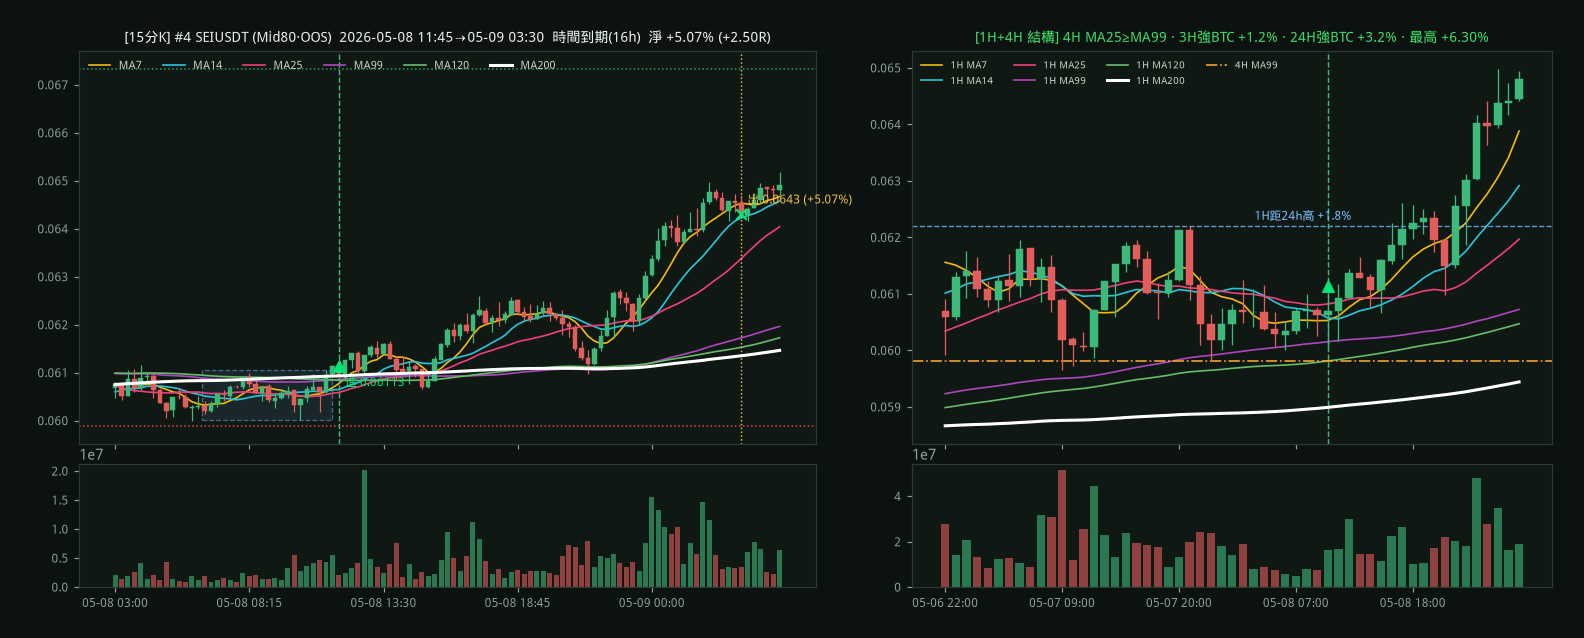 [15分K] #4 SEIUSDT (Mid80·OOS)  2026-05-08 11:45→05-09 03:30  時間到期(16h)  淨 +5.07% (+2.50R)
MA7 MA14 MA25 MA99 MA120 MA200
0.067
0.066
0.065
0.064
0.063
0.062
0.061
0.060
0.0643 (+5.07%)
0.06113
1e7
2.0
1.5
1.0
0.5
0.0
05-08 03:00 05-08 08:15 05-08 13:30 05-08 18:45 05-09 00:00
[1H+4H 結構] 4H MA25≥MA99 · 3H強BTC +1.2% · 24H強BTC +3.2% · 最高 +6.30%
1H MA7 1H MA25 1H MA120 4H MA99
1H MA14 1H MA99 1H MA200
0.065
0.064
0.063
0.062
0.061
0.060
0.059
1H距24h高 +1.8%
1e7
4
2
0
05-06 22:00 05-07 09:00 05-07 20:00 05-08 07:00 05-08 18:00